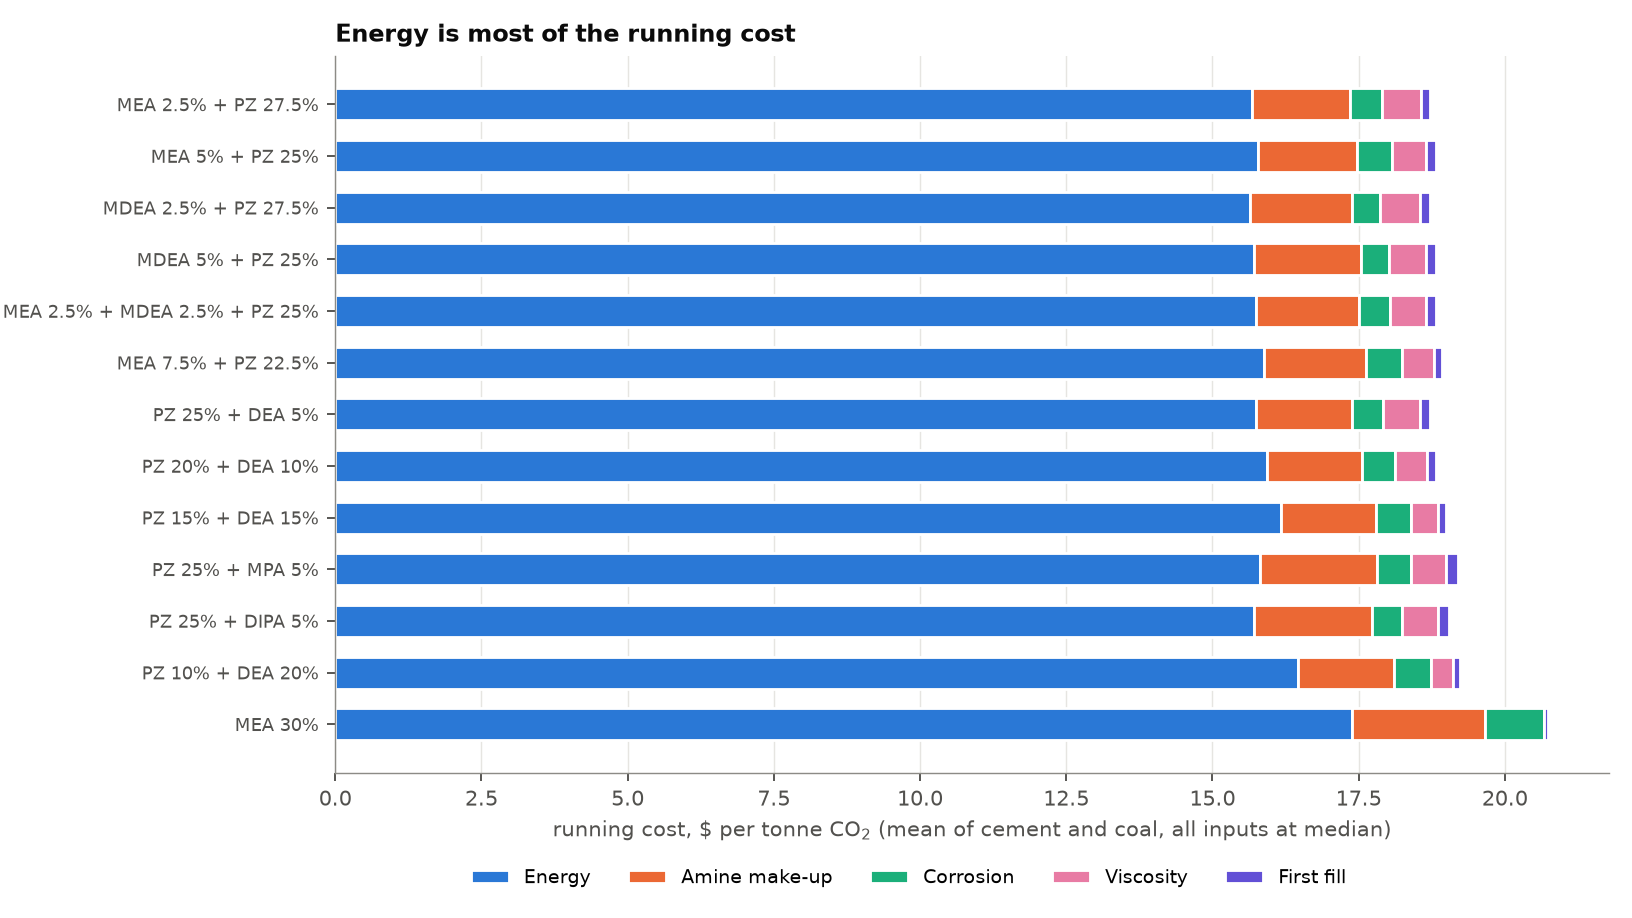 Energy is most of the running cost
MEA 2.5% + PZ 27.5%
MEA 5% + PZ 25%
MDEA 2.5% + PZ 27.5%
MDEA 5% + PZ 25%
MEA 2.5% + MDEA 2.5% + PZ 25%
MEA 7.5% + PZ 22.5%
PZ 25% + DEA 5%
PZ 20% + DEA 10%
PZ 15% + DEA 15%
PZ 25% + MPA 5%
PZ 25% + DIPA 5%
PZ 10% + DEA 20%
MEA 30%
0.0 2.5 5.0 7.5 10.0 12.5 15.0 17.5 20.0
running cost, $ per tonne CO₂ (mean of cement and coal, all inputs at median)
Energy Amine make-up Corrosion Viscosity First fill